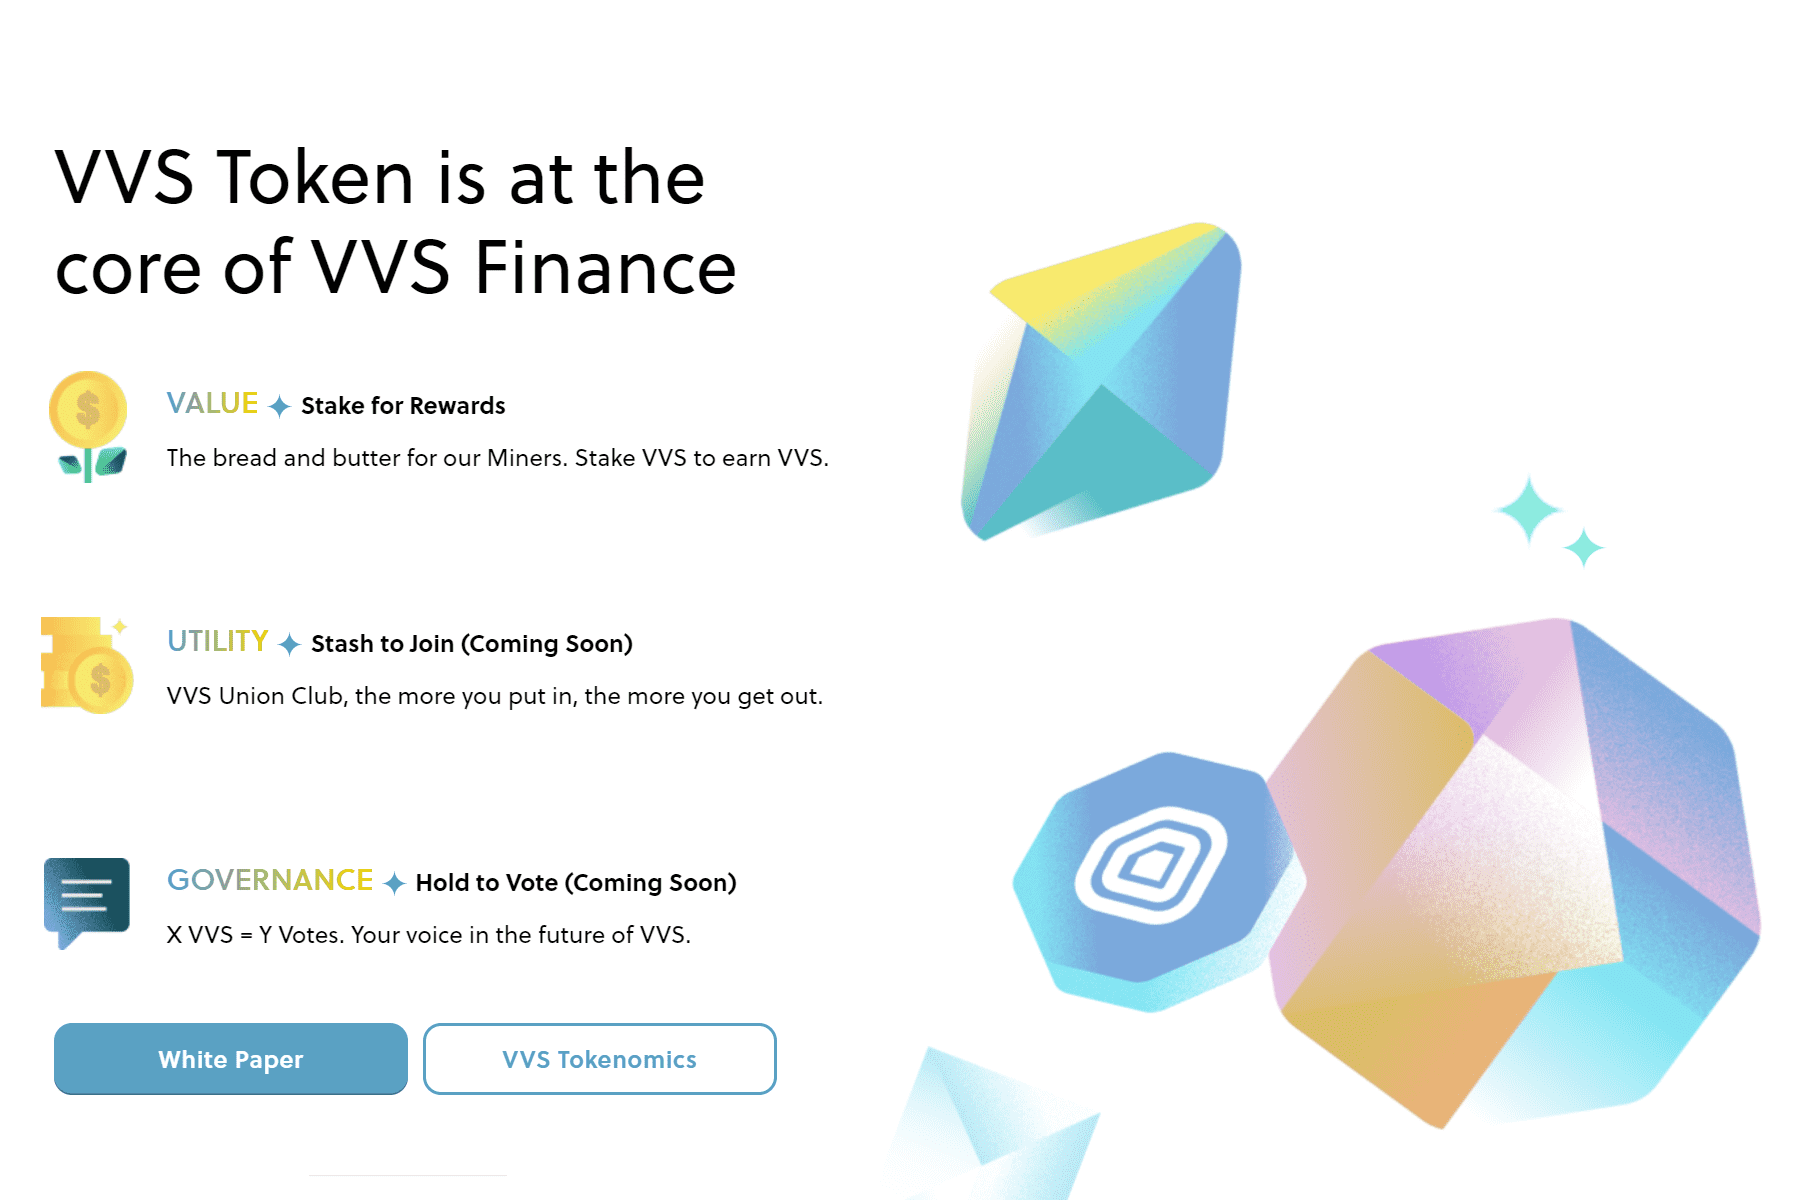 VVS Token is at the
core of VVS Finance
VALUE Stake for Rewards
The bread and butter for our Miners. Stake VVS to earn VVS.
UTILITY Stash to Join (Coming Soon)
VVS Union Club, the more you put in, the more you get out.
GOVERNANCE Hold to Vote (Coming Soon)
X VVS = Y Votes. Your voice in the future of VVS.
White Paper
VVS Tokenomics